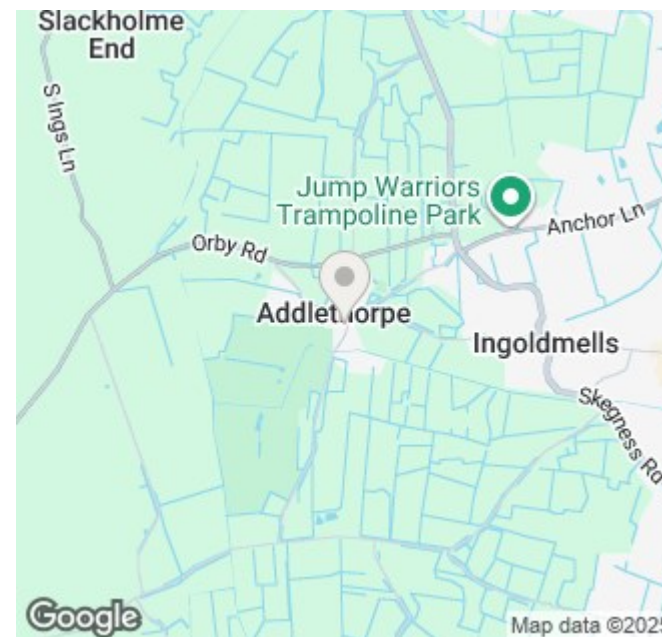 Slackholme
End
S Ings Ln
Jump Warriors
Trampoline Park
Anchor Ln
Orby Rd
Addlethorpe
Ingoldmells
Skegness Rd
Google
Map data ©2025